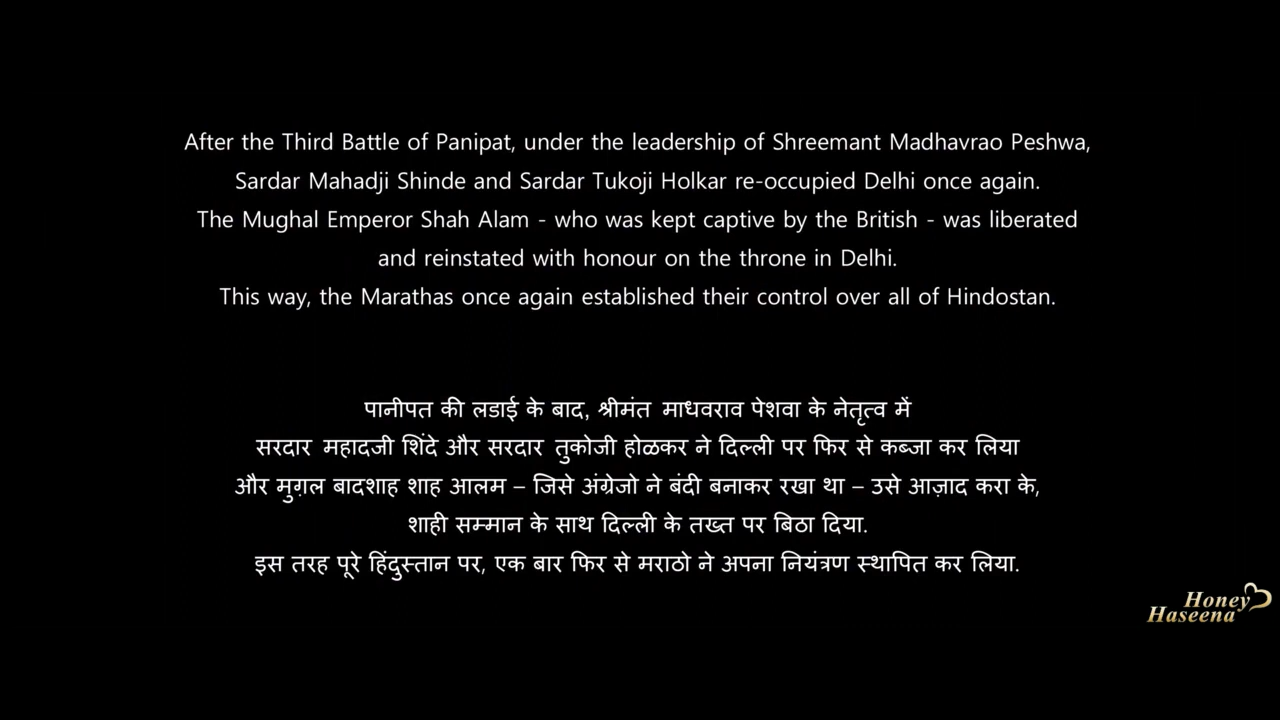 After the Third Battle of Panipat, under the leadership of Shreemant Madhavrao Peshwa,
Sardar Mahadji Shinde and Sardar Tukoji Holkar re-occupied Delhi once again.
The Mughal Emperor Shah Alam - who was kept captive by the British - was liberated
and reinstated with honour on the throne in Delhi.
This way, the Marathas once again established their control over all of Hindostan.
पानीपत की लडाई के बाद, श्रीमंत माधवराव पेशवा के नेतृत्व में
सरदार महादजी शिंदे और सरदार तुकोजी होळकर ने दिल्ली पर फिर से कब्जा कर लिया
और मुग़ल बादशाह शाह आलम – जिसे अंग्रेजो ने बंदी बनाकर रखा था – उसे आज़ाद करा के,
शाही सम्मान के साथ दिल्ली के तख्त पर बिठा दिया.
इस तरह पूरे हिंदुस्तान पर, एक बार फिर से मराठो ने अपना नियंत्रण स्थापित कर लिया.
Honey
Haseena